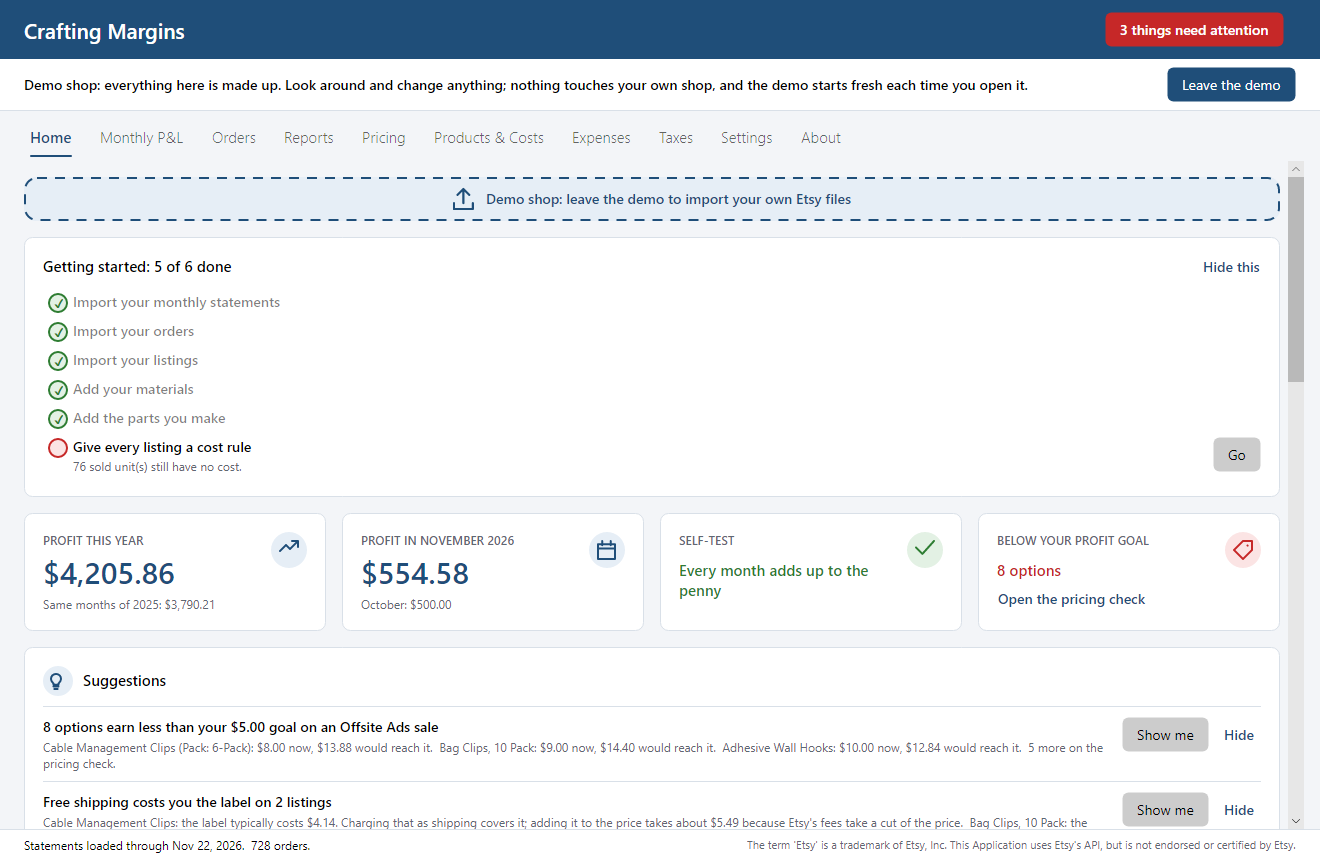 Crafting Margins
3 things need attention
Demo shop: everything here is made up. Look around and change anything; nothing touches your own shop, and the demo starts fresh each time you open it.
Leave the demo
Home
Monthly P&L
Orders
Reports
Pricing
Products & Costs
Expenses
Taxes
Settings
About
Demo shop: leave the demo to import your own Etsy files
Getting started: 5 of 6 done
Hide this
Import your monthly statements
Import your orders
Import your listings
Add your materials
Add the parts you make
Give every listing a cost rule
76 sold unit(s) still have no cost.
Go
PROFIT THIS YEAR
$4,205.86
Same months of 2025: $3,790.21
PROFIT IN NOVEMBER 2026
$554.58
October: $500.00
SELF-TEST
Every month adds up to the
penny
BELOW YOUR PROFIT GOAL
8 options
Open the pricing check
Suggestions
8 options earn less than your $5.00 goal on an Offsite Ads sale
Cable Management Clips (Pack: 6-Pack): $8.00 now, $13.88 would reach it.  Bag Clips, 10 Pack: $9.00 now, $14.40 would reach it.  Adhesive Wall Hooks: $10.00 now, $12.84 would reach it.  5 more on the
pricing check.
Show me
Hide
Free shipping costs you the label on 2 listings
Cable Management Clips: the label typically costs $4.14. Charging that as shipping covers it; adding it to the price takes about $5.49 because Etsy's fees take a cut of the price.  Bag Clips, 10 Pack: the
Show me
Hide
Statements loaded through Nov 22, 2026.  728 orders.
The term 'Etsy' is a trademark of Etsy, Inc. This Application uses Etsy's API, but is not endorsed or certified by Etsy.